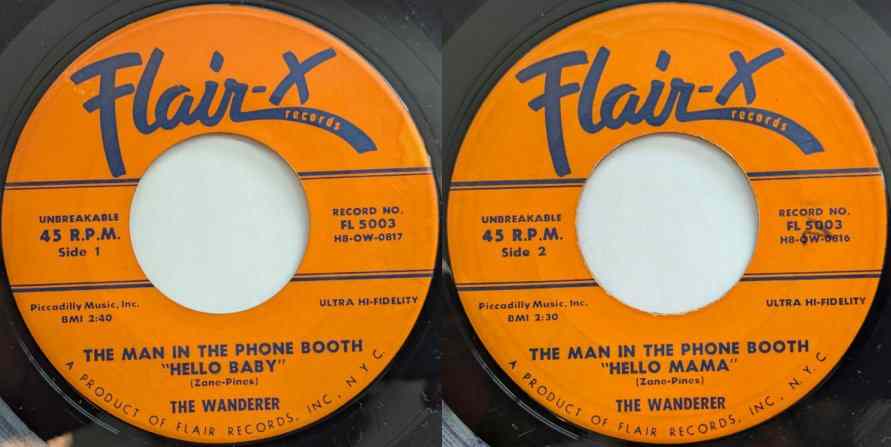 Flair-X
records
UNBREAKABLE
45 R.P.M.
Side 1
RECORD NO.
FL 5003
H8-OW-0817
Piccadilly Music, Inc.
BMI 2:40
ULTRA HI-FIDELITY
THE MAN IN THE PHONE BOOTH
"HELLO BABY"
(Zane-Pines)
THE WANDERER
A PRODUCT OF FLAIR RECORDS, INC., N.Y.C.
Flair-X
records
UNBREAKABLE
45 R.P.M.
Side 2
RECORD NO.
FL 5003
H8-OW-0816
Piccadilly Music, Inc.
BMI 2:30
ULTRA HI-FIDELITY
THE MAN IN THE PHONE BOOTH
"HELLO MAMA"
(Zane-Pines)
THE WANDERER
A PRODUCT OF FLAIR RECORDS, INC., N.Y.C.